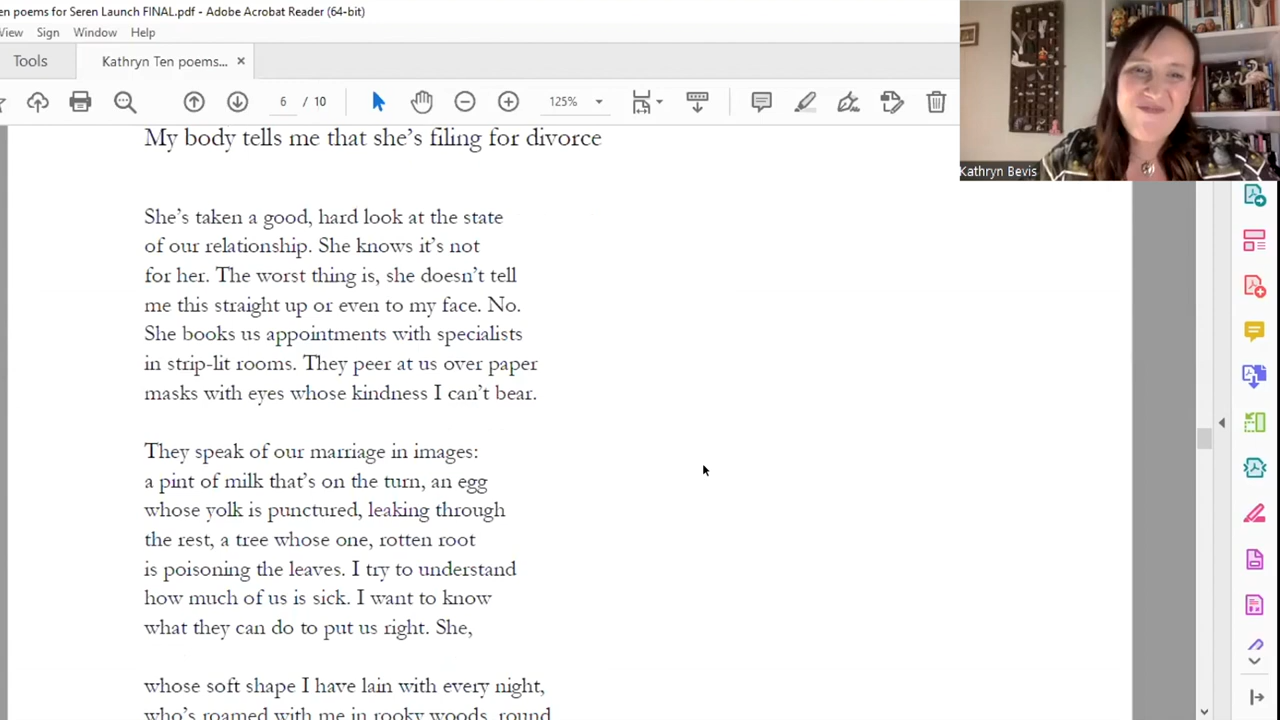 en poems for Seren Launch FINAL.pdf - Adobe Acrobat Reader (64-bit)
View Sign Window Help
Tools Kathryn Ten poems... ×
6 / 10 125%
Kathryn Bevis
My body tells me that she's filing for divorce
She's taken a good, hard look at the state
of our relationship. She knows it's not
for her. The worst thing is, she doesn't tell
me this straight up or even to my face. No.
She books us appointments with specialists
in strip-lit rooms. They peer at us over paper
masks with eyes whose kindness I can't bear.
They speak of our marriage in images:
a pint of milk that's on the turn, an egg
whose yolk is punctured, leaking through
the rest, a tree whose one, rotten root
is poisoning the leaves. I try to understand
how much of us is sick. I want to know
what they can do to put us right. She,
whose soft shape I have lain with every night,
who's roamed with me in rooky woods, round